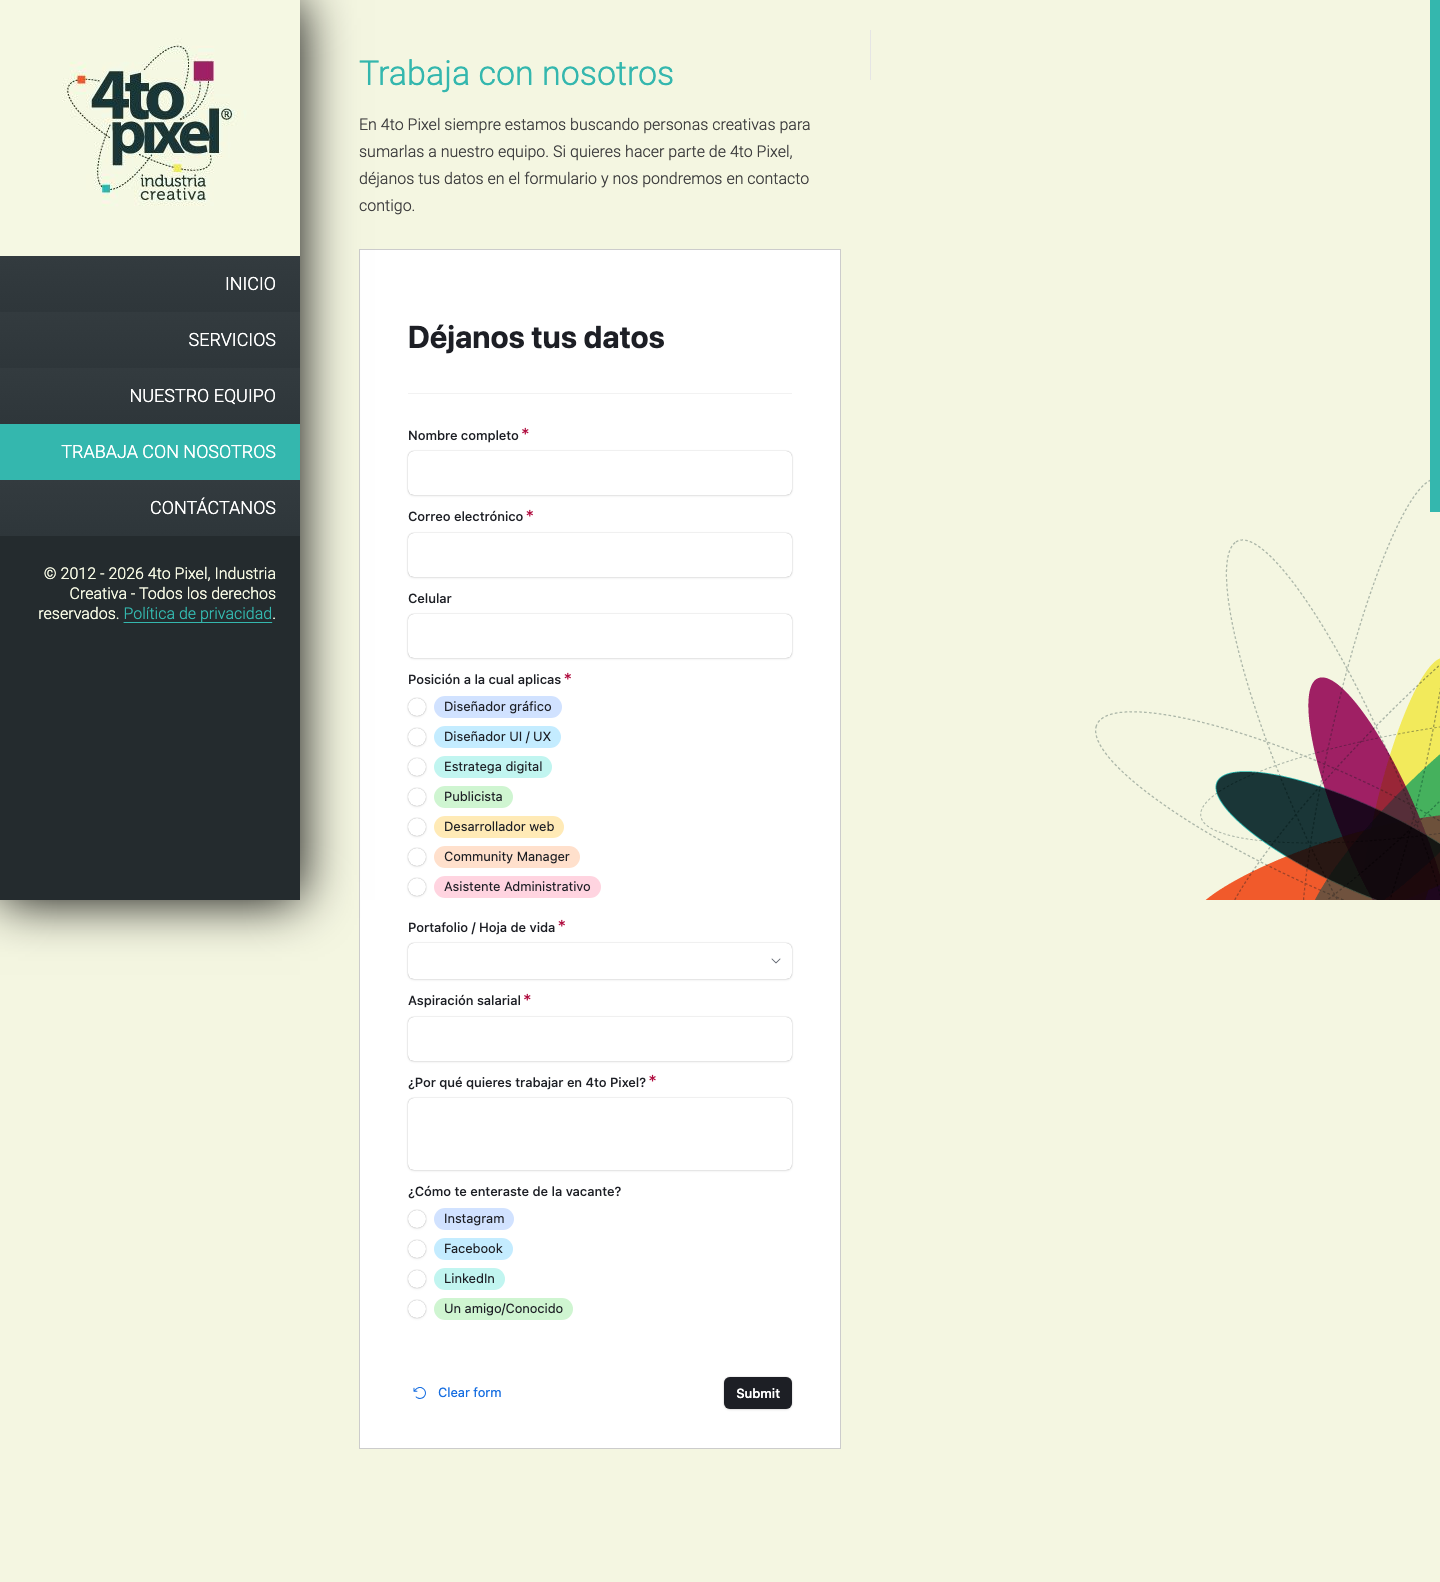 4to
pixel®
industria
creativa
INICIO
SERVICIOS
NUESTRO EQUIPO
TRABAJA CON NOSOTROS
CONTÁCTANOS
© 2012 - 2026 4to Pixel, Industria
Creativa - Todos los derechos
reservados. Política de privacidad.
Trabaja con nosotros
En 4to Pixel siempre estamos buscando personas creativas para
sumarlas a nuestro equipo. Si quieres hacer parte de 4to Pixel,
déjanos tus datos en el formulario y nos pondremos en contacto
contigo.
Déjanos tus datos
Nombre completo *
Correo electrónico *
Celular
Posición a la cual aplicas *
Diseñador gráfico
Diseñador UI / UX
Estratega digital
Publicista
Desarrollador web
Community Manager
Asistente Administrativo
Portafolio / Hoja de vida *
Aspiración salarial *
¿Por qué quieres trabajar en 4to Pixel? *
¿Cómo te enteraste de la vacante?
Instagram
Facebook
LinkedIn
Un amigo/Conocido
Clear form
Submit